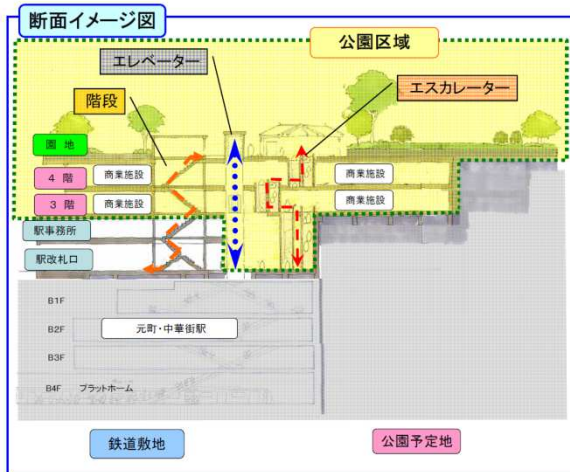 断面イメージ図
公園区域
エレベーター
エスカレーター
階段
園地
4 階
商業施設
商業施設
3 階
商業施設
商業施設
駅事務所
駅改札口
B1F
B2F
元町・中華街駅
B3F
B4F プラットホーム
鉄道敷地
公園予定地